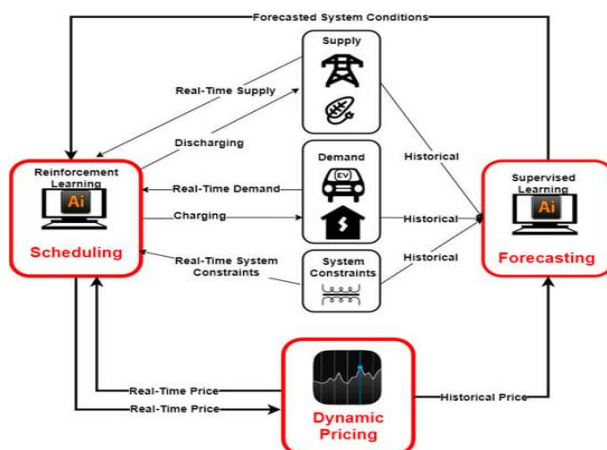 Forecasted System Conditions
Supply
Real-Time Supply
Discharging
Historical
Reinforcement
Learning
Ai
Scheduling
Demand
EV
Real-Time Demand
Charging
Historical
Supervised
Learning
Ai
Forecasting
Real-Time System
Constraints
System
Constraints
Historical
Real-Time Price
Real-Time Price
Dynamic
Pricing
Historical Price